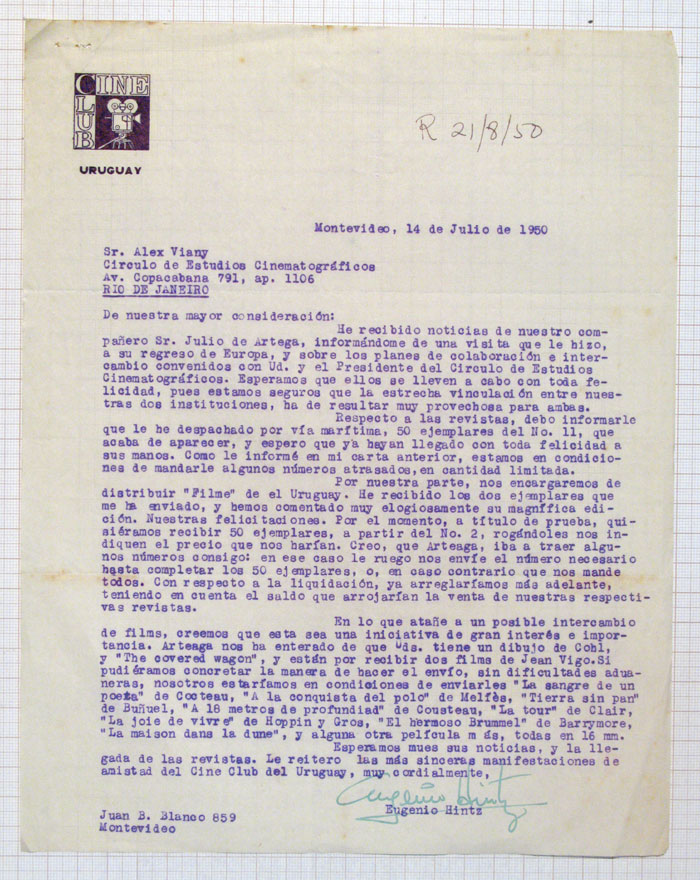 CINE
CLUB
URUGUAY
R 21/8/50
Montevideo, 14 de Julio de 1950
Sr. Alex Viany
Circulo de Estudios Cinematográficos
Av. Copacabana 791, ap. 1106
RIO DE JANEIRO
De nuestra mayor consideración:
He recibido noticias de nuestro com-
pañero Sr. Julio de Artega, informándome de una visita que le hizo,
a su regreso de Europa, y sobre los planes de colaboración e inter-
cambio convenidos con Ud. y el Presidente del Circulo de Estudios
Cinematográficos. Esperamos que ellos se lleven a cabo con toda fe-
licidad, pues estamos seguros que la estrecha vinculación entre nues-
tras dos instituciones, ha de resultar muy provechosa para ambas.
Respecto a las revistas, debo informarle
que le he despachado por vía marítima, 50 ejemplares del No. 11, que
acaba de aparecer, y espero que ya hayan llegado con toda felicidad a
sus manos. Como le informé en mi carta anterior, estamos en condicio-
nes de mandarle algunos números atrasados,en cantidad limitada.
Por nuestra parte, nos encargaremos de
distribuir "Filme" de el Uruguay. He recibido los dos ejemplares que
me ha enviado, y hemos comentado muy elogiosamente su magnífica edi-
ción. Nuestras felicitaciones. Por el momento, a título de prueba, qui-
siéramos recibir 50 ejemplares, a partir del No. 2, rogándoles nos in-
diquen el precio que nos harían. Creo, que Arteaga, iba a traer algu-
nos números consigo: en ese caso le ruego nos envíe el número necesario
hasta completar los 50 ejemplares, o, en caso contrario que nos mande
todos. Con respecto a la liquidación, ya arreglaríamos más adelante,
teniendo en cuenta el saldo que arrojarían la venta de nuestras respecti-
vas revistas.
En lo que atañe a un posible intercambio
de films, creemos que esta sea una iniciativa de gran interés e impor-
tancia. Arteaga nos ha enterado de que Uds. tiene un dibujo de Cohl,
y "The covered wagon", y están por recibir dos films de Jean Vigo.Si
pudiéramos concretar la manera de hacer el envío, sin dificultades adua-
neras, nosotros estaríamos en condiciones de enviarles "La sangre de un
poeta" de Cocteau, "A la conquista del polo" de Melfès, "Tierra sin pan"
de Buñuel, "A 18 metros de profundiad" de Cousteau, "La tour" de Clair,
"La joie de vivre" de Hoppin y Gros, "El hermoso Brummel" de Barrymore,
"La maison dans la dune", y alguna otra película m ás, todas en 16 mm.
Esperamos mues sus noticias, y la lle-
gada de las revistas. Le reitero las más sinceras manifestaciones de
amistad del Cine Club del Uruguay, muy cordialmente,
Eugenio Hintz
Eugenio Hintz
Juan B. Blanco 859
Montevideo